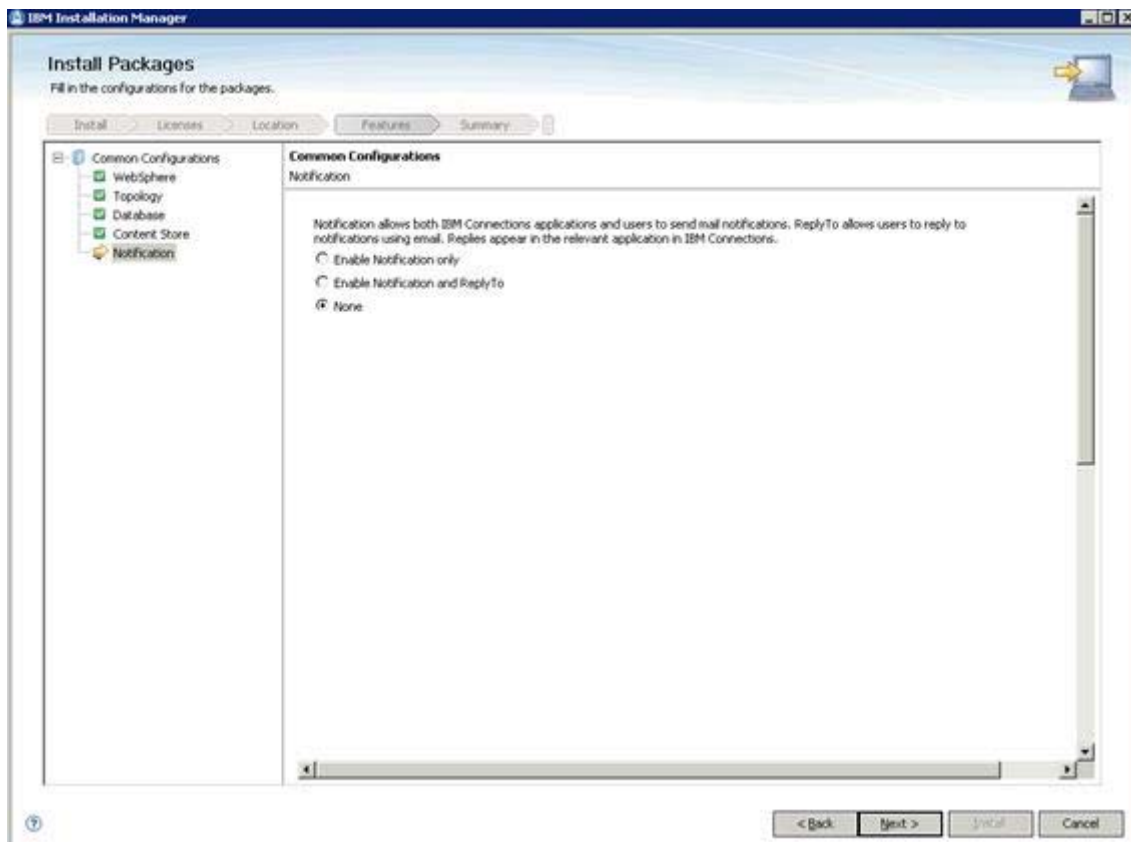 IBM Installation Manager
Install Packages
Fill in the configurations for the packages.
Install
Licenses
Location
Features
Summary
Common Configurations
WebSphere
Topology
Database
Content Store
Notification
Common Configurations
Notification
Notification allows both IBM Connections applications and users to send mail notifications. ReplyTo allows users to reply to
notifications using email. Replies appear in the relevant application in IBM Connections.
Enable Notification only
Enable Notification and ReplyTo
None
< Back
Next >
Install
Cancel